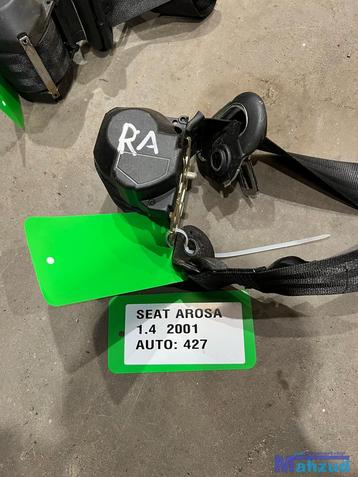 RA
SEAT AROSA
1.4 2001
AUTO: 427
Mahzud